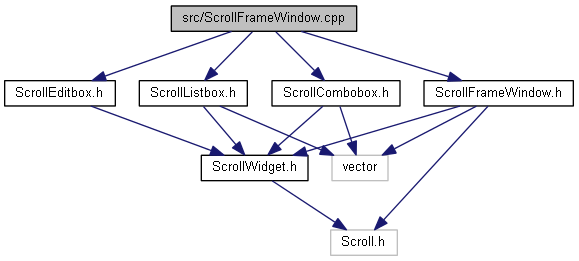 src/ScrollFrameWindow.cpp
ScrollEditbox.h
ScrollListbox.h
ScrollCombobox.h
ScrollFrameWindow.h
ScrollWidget.h
vector
Scroll.h